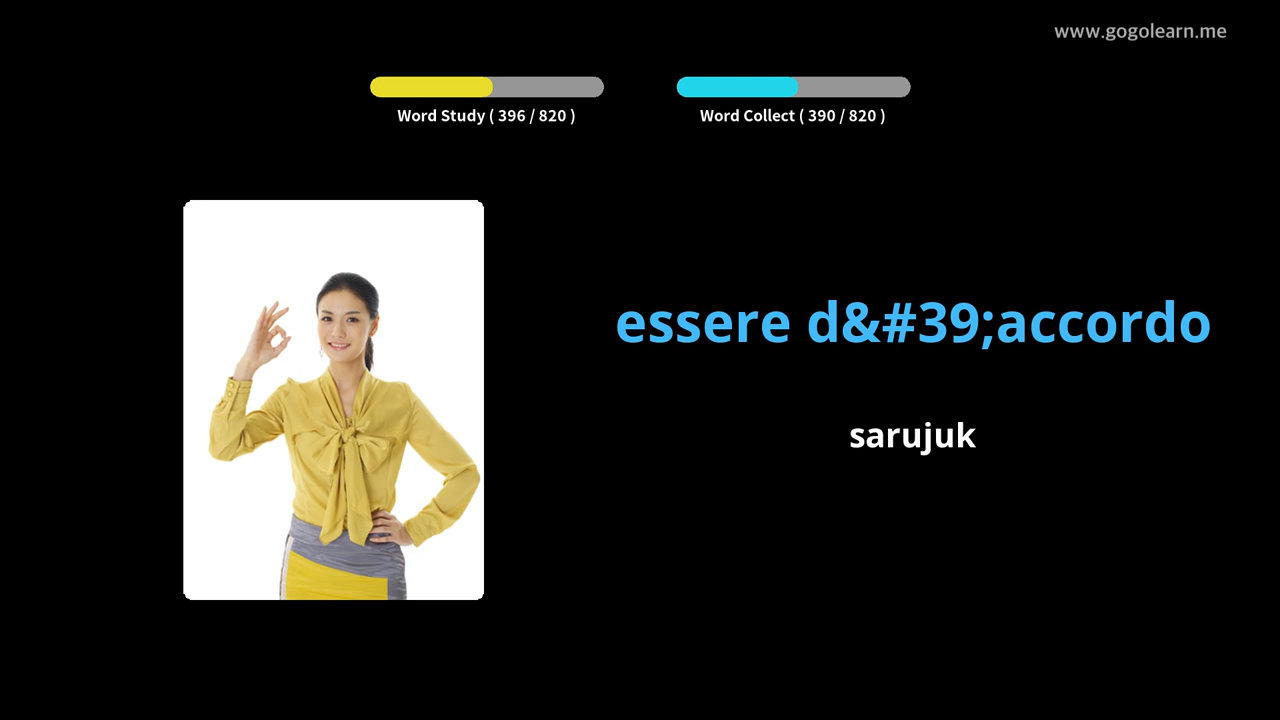 www.gogolearn.me
Word Study ( 396 / 820 )
Word Collect ( 390 / 820 )
essere d&#39;accordo
sarujuk